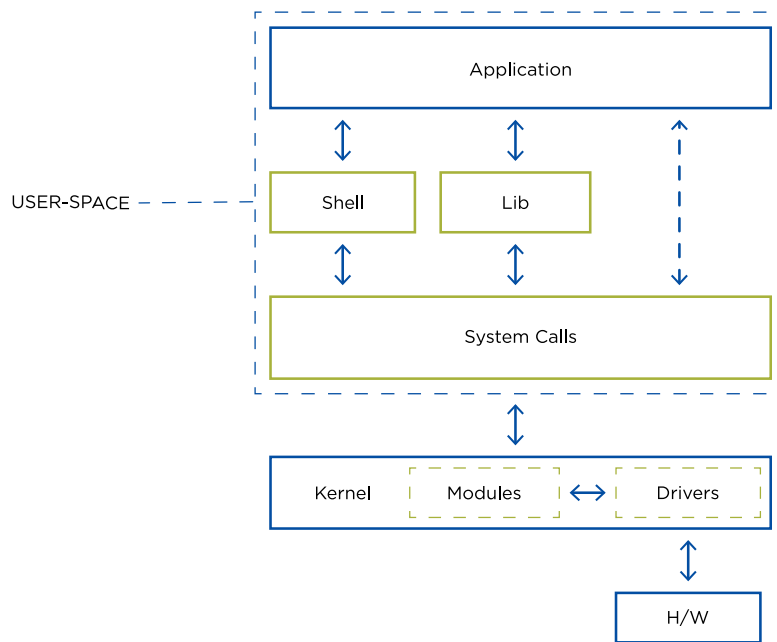 Application
USER-SPACE
Shell
Lib
System Calls
Kernel
Modules
Drivers
H/W